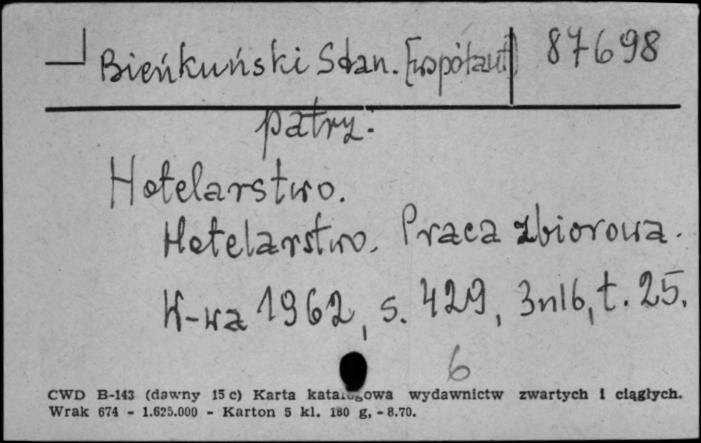 Bieńkuński Stan. [współaut] 87698
patrz:
Hotelarstwo.
Hotelarstwo. Praca zbiorowa.
W-wa 1962, s. 429, 3nlb, t. 25.
6
CWD B-143 (dawny 15 c) Karta katalogowa wydawnictw zwartych i ciągłych.
Wrak 674 - 1.625.000 - Karton 5 kl. 180 g, - 8.70.